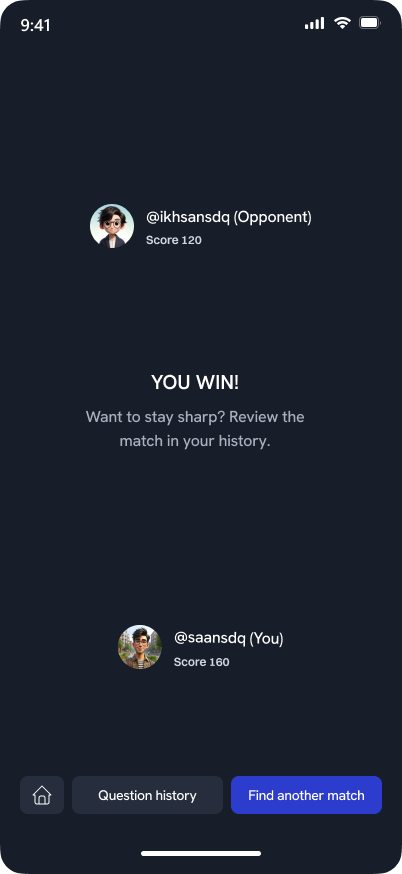 9:41
@ikhsansdq (Opponent)
Score 120
YOU WIN!
Want to stay sharp? Review the
match in your history.
@saansdq (You)
Score 160
Question history
Find another match